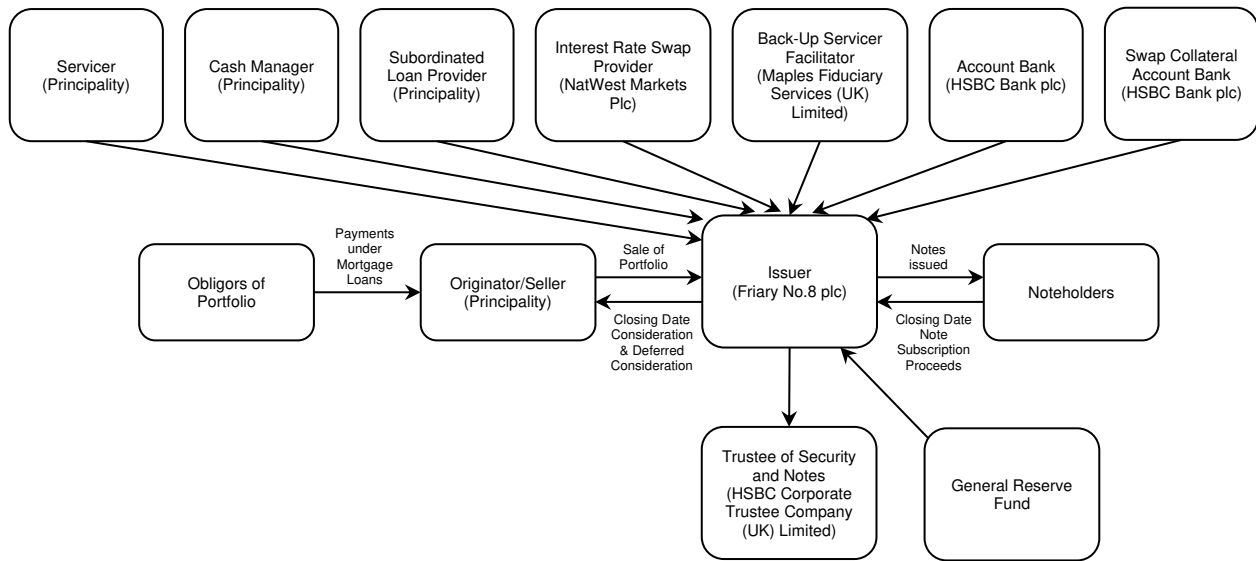 Servicer
(Principality)
Cash Manager
(Principality)
Subordinated
Loan Provider
(Principality)
Interest Rate Swap
Provider
(NatWest Markets
Plc)
Back-Up Servicer
Facilitator
(Maples Fiduciary
Services (UK)
Limited)
Account Bank
(HSBC Bank plc)
Swap Collateral
Account Bank
(HSBC Bank plc)
Obligors of
Portfolio
Payments
under
Mortgage
Loans
Originator/Seller
(Principality)
Sale of
Portfolio
Closing Date
Consideration
& Deferred
Consideration
Issuer
(Friary No.8 plc)
Notes
issued
Closing Date
Note
Subscription
Proceeds
Noteholders
Trustee of Security
and Notes
(HSBC Corporate
Trustee Company
(UK) Limited)
General Reserve
Fund